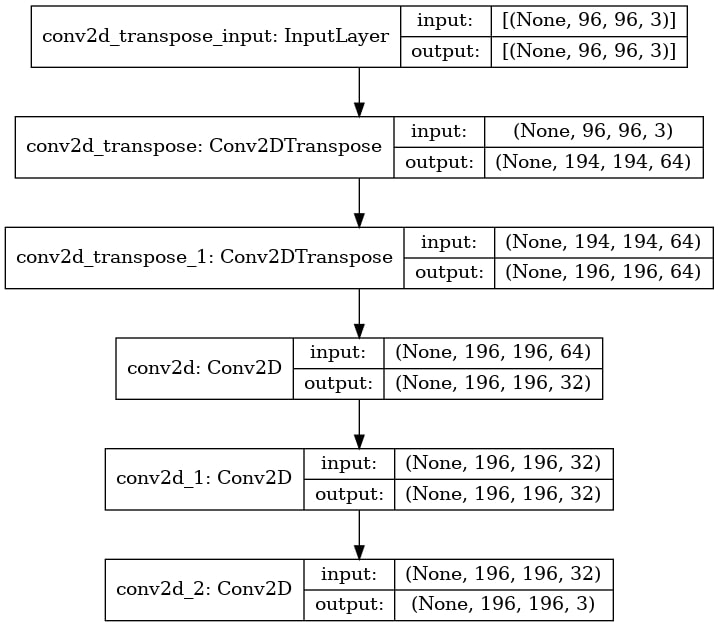 conv2d_transpose_input: InputLayer
input: [(None, 96, 96, 3)]
output: [(None, 96, 96, 3)]
conv2d_transpose: Conv2DTranspose
input: (None, 96, 96, 3)
output: (None, 194, 194, 64)
conv2d_transpose_1: Conv2DTranspose
input: (None, 194, 194, 64)
output: (None, 196, 196, 64)
conv2d: Conv2D
input: (None, 196, 196, 64)
output: (None, 196, 196, 32)
conv2d_1: Conv2D
input: (None, 196, 196, 32)
output: (None, 196, 196, 32)
conv2d_2: Conv2D
input: (None, 196, 196, 32)
output: (None, 196, 196, 3)